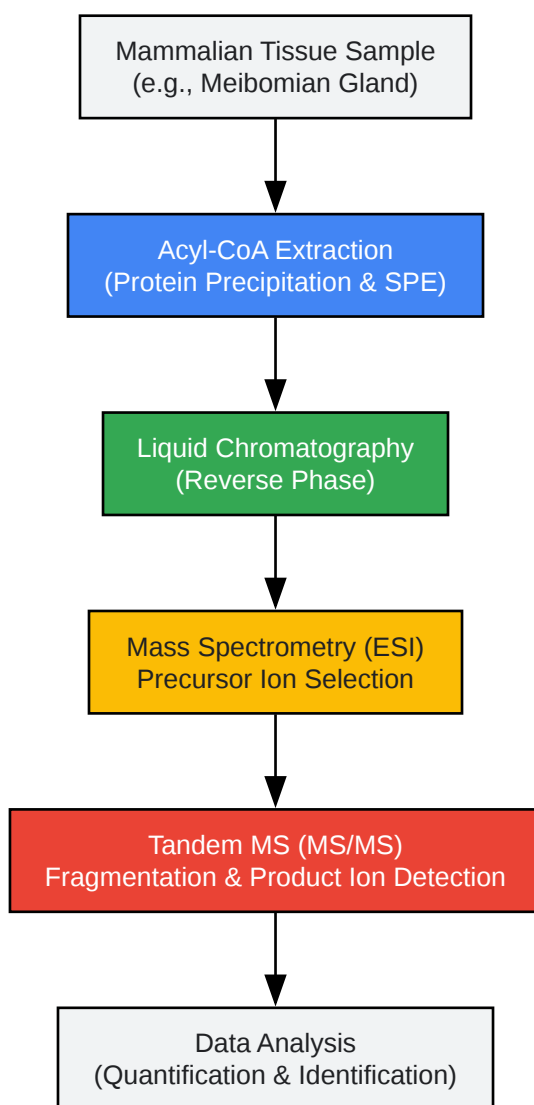 Mammalian Tissue Sample
(e.g., Meibomian Gland)
Acyl-CoA Extraction
(Protein Precipitation & SPE)
Liquid Chromatography
(Reverse Phase)
Mass Spectrometry (ESI)
Precursor Ion Selection
Tandem MS (MS/MS)
Fragmentation & Product Ion Detection
Data Analysis
(Quantification & Identification)